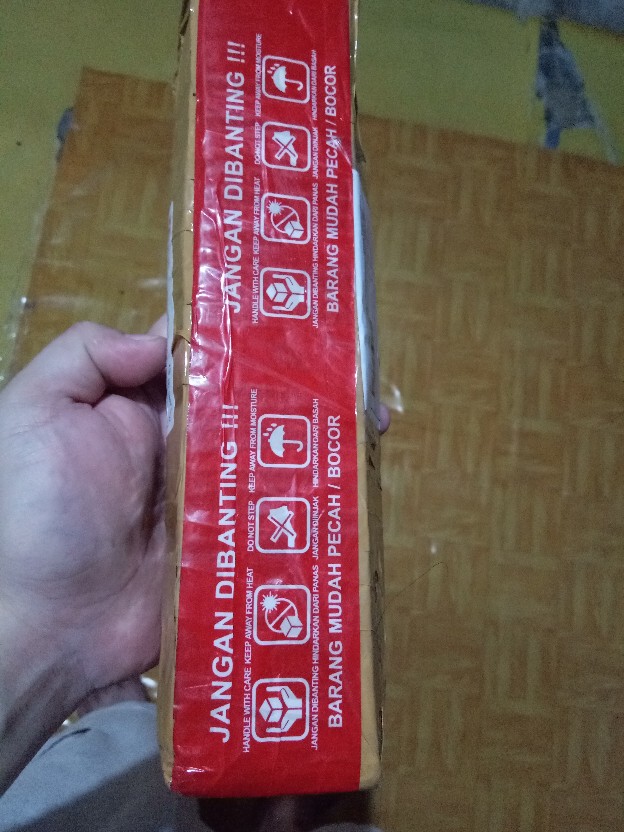 JANGAN DIBANTING !!!
HANDLE WITH CARE KEEP AWAY FROM HEAT DO NOT STEP KEEP AWAY FROM MOISTURE
JANGAN DIBANTING HINDARKAN DARI PANAS JANGAN DIINJAK HINDARKAN DARI BASAH
BARANG MUDAH PECAH / BOCOR
JANGAN DIBANTING !!!
HANDLE WITH CARE KEEP AWAY FROM HEAT DO NOT STEP KEEP AWAY FROM MOISTURE
JANGAN DIBANTING HINDARKAN DARI PANAS JANGAN DIINJAK HINDARKAN DARI BASAH
BARANG MUDAH PECAH / BOCOR